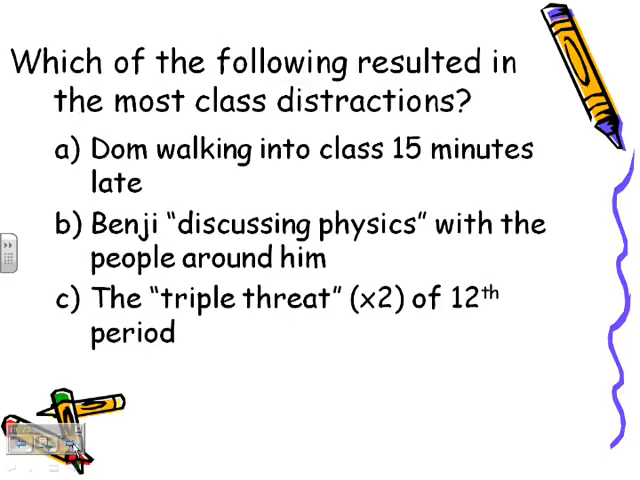 Which of the following resulted in
the most class distractions?
a) Dom walking into class 15 minutes
late
b) Benji “discussing physics” with the
people around him
c) The “triple threat” (x2) of 12th
period